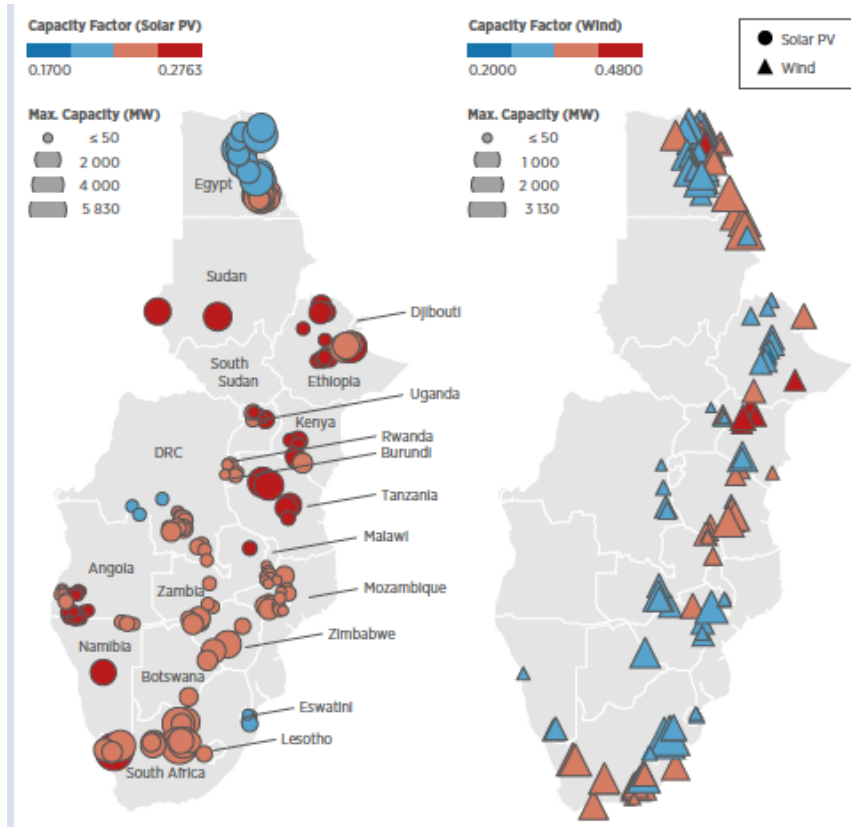 Capacity Factor (Solar PV)
0.1700 0.2763
Max. Capacity (MW)
≤ 50
2 000
4 000
5 830
Capacity Factor (Wind)
0.2000 0.4800
Max. Capacity (MW)
≤ 50
1 000
2 000
3 130
Solar PV
Wind
Egypt
Sudan
Djibouti
South
Sudan
Ethiopia
Uganda
Kenya
DRC
Rwanda
Burundi
Tanzania
Malawi
Angola
Zambia
Mozambique
Zimbabwe
Namibia
Botswana
Eswatini
Lesotho
South Africa